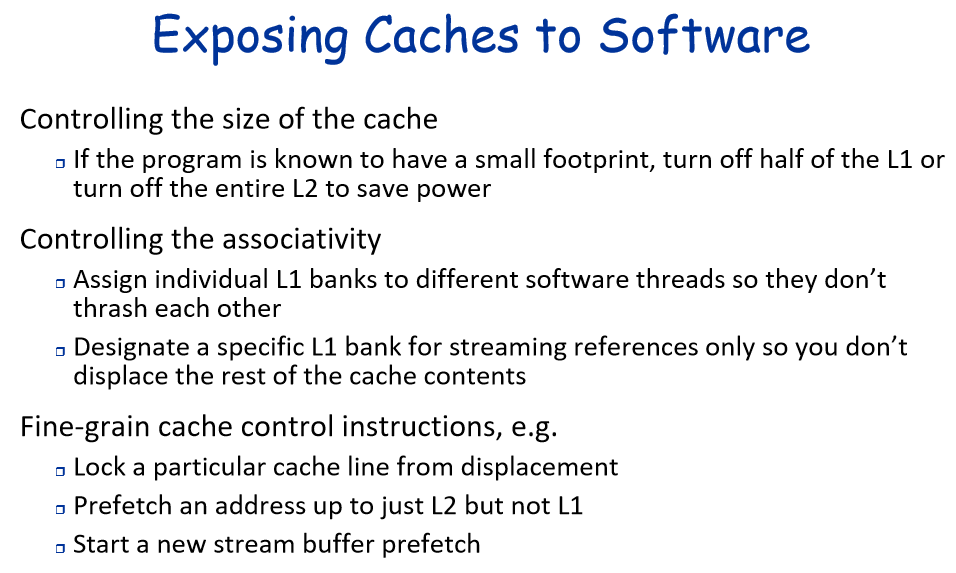 Exposing Caches to Software
Controlling the size of the cache
If the program is known to have a small footprint, turn off half of the L1 or
turn off the entire L2 to save power
Controlling the associativity
Assign individual L1 banks to different software threads so they don’t
thrash each other
Designate a specific L1 bank for streaming references only so you don’t
displace the rest of the cache contents
Fine-grain cache control instructions, e.g.
Lock a particular cache line from displacement
Prefetch an address up to just L2 but not L1
Start a new stream buffer prefetch